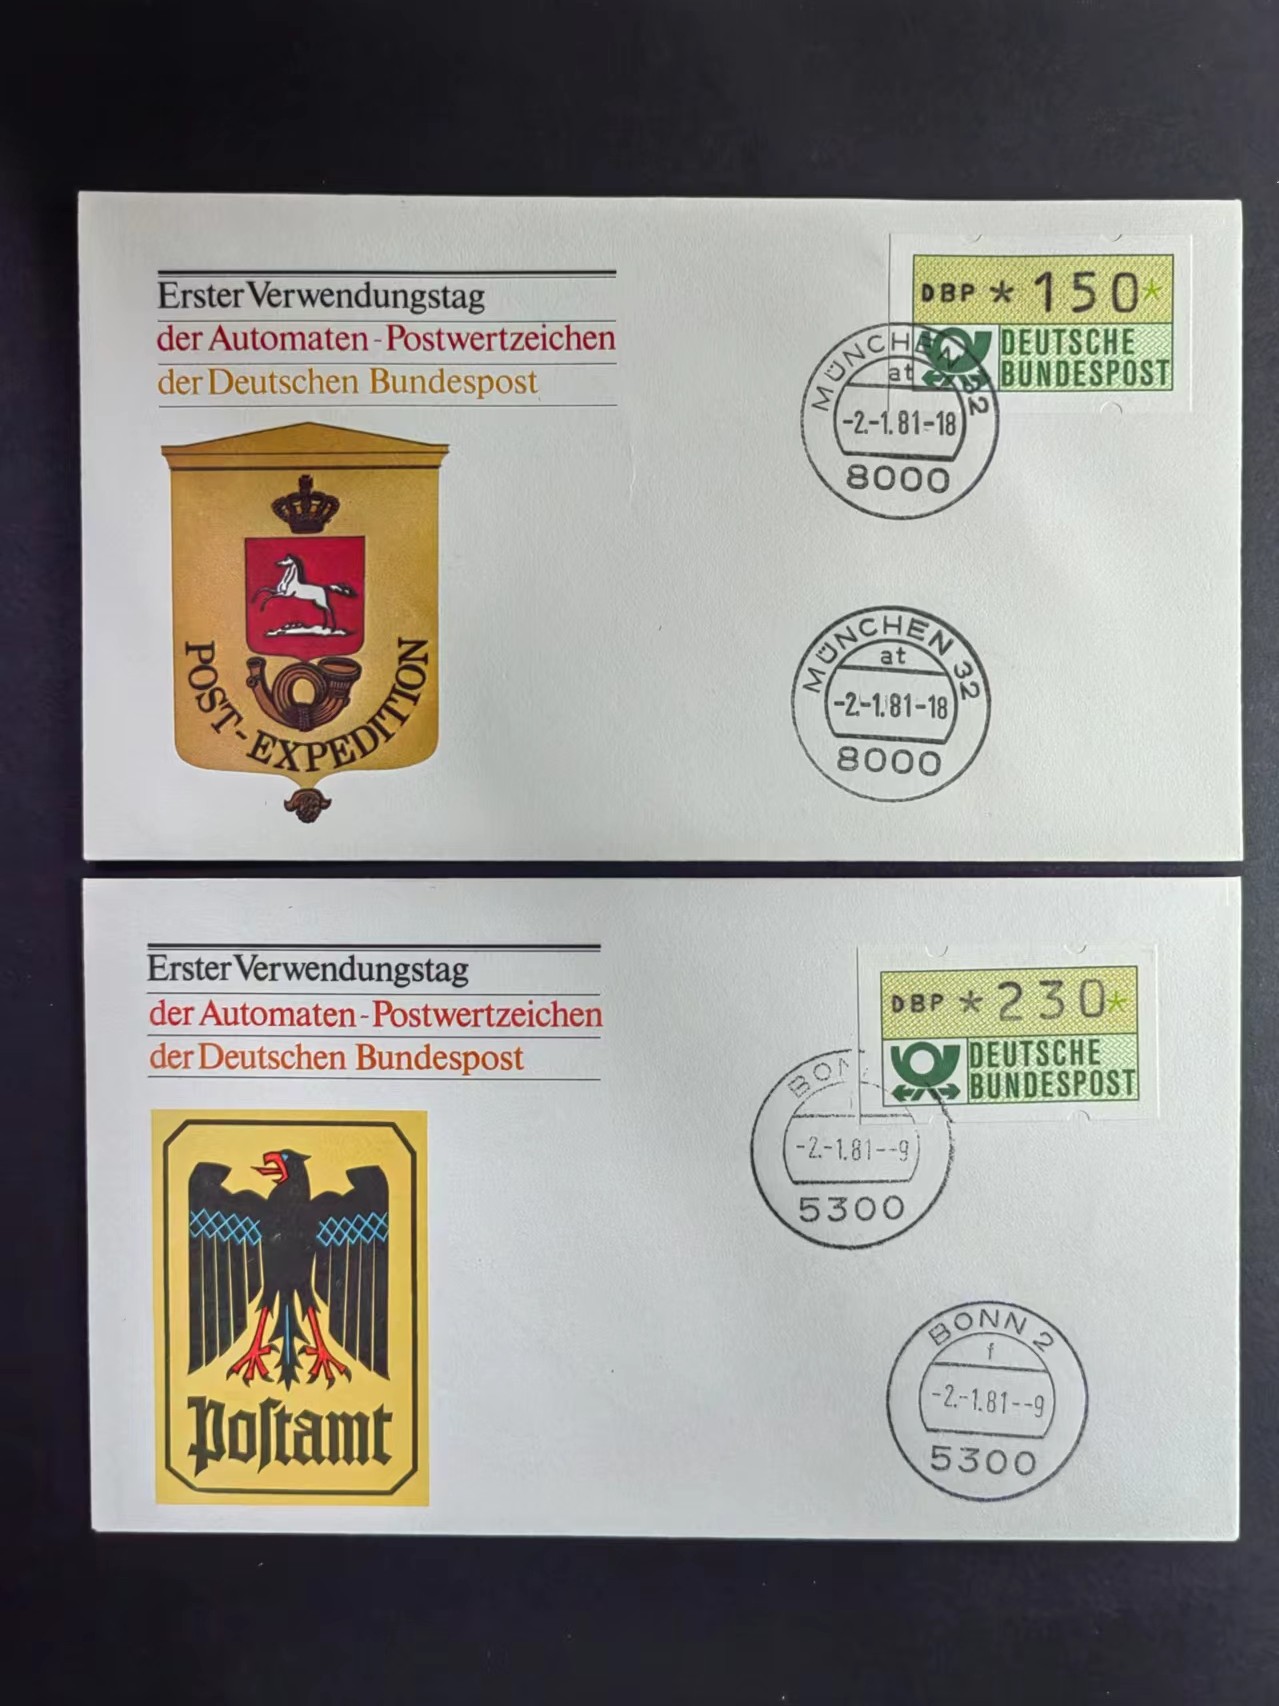 Erster Verwendungstag
der Automaten-Postwertzeichen
der Deutschen Bundespost
DBP *150*
DEUTSCHE
BUNDESPOST
MÜNCHEN 32
at
-2.-1.81-18
8000
POST-EXPEDITION
MÜNCHEN 32
at
-2.-1.81-18
8000
Erster Verwendungstag
der Automaten-Postwertzeichen
der Deutschen Bundespost
DBP *230*
DEUTSCHE
BUNDESPOST
BONN
-2.-1.81--9
5300
Poſtamt
BONN 2
f
-2.-1.81--9
5300